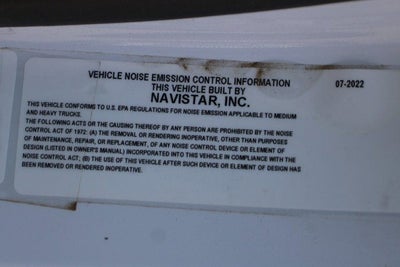 VEHICLE NOISE EMISSION CONTROL INFORMATION
THIS VEHICLE BUILT BY 07-2022
NAVISTAR, INC.
THIS VEHICLE CONFORMS TO U.S. EPA REGULATIONS FOR NOISE EMISSION APPLICABLE TO MEDIUM
AND HEAVY TRUCKS.
THE FOLLOWING ACTS OR THE CAUSING THEREOF BY ANY PERSON ARE PROHIBITED BY THE NOISE
CONTROL ACT OF 1972: (A) THE REMOVAL OR RENDERING INOPERATIVE, OTHER THAN PURPOSES
OF MAINTENANCE, REPAIR, OR REPLACEMENT, OF ANY NOISE CONTROL DEVICE OR ELEMENT OF
DESIGN (LISTED IN OWNER'S MANUAL) INCORPORATED INTO THIS VEHICLE IN COMPLIANCE WITH THE
NOISE CONTROL ACT; (B) THE USE OF THIS VEHICLE AFTER SUCH DEVICE OR ELEMENT OF DESIGN HAS
BEEN REMOVED OR RENDERED INOPERATIVE.